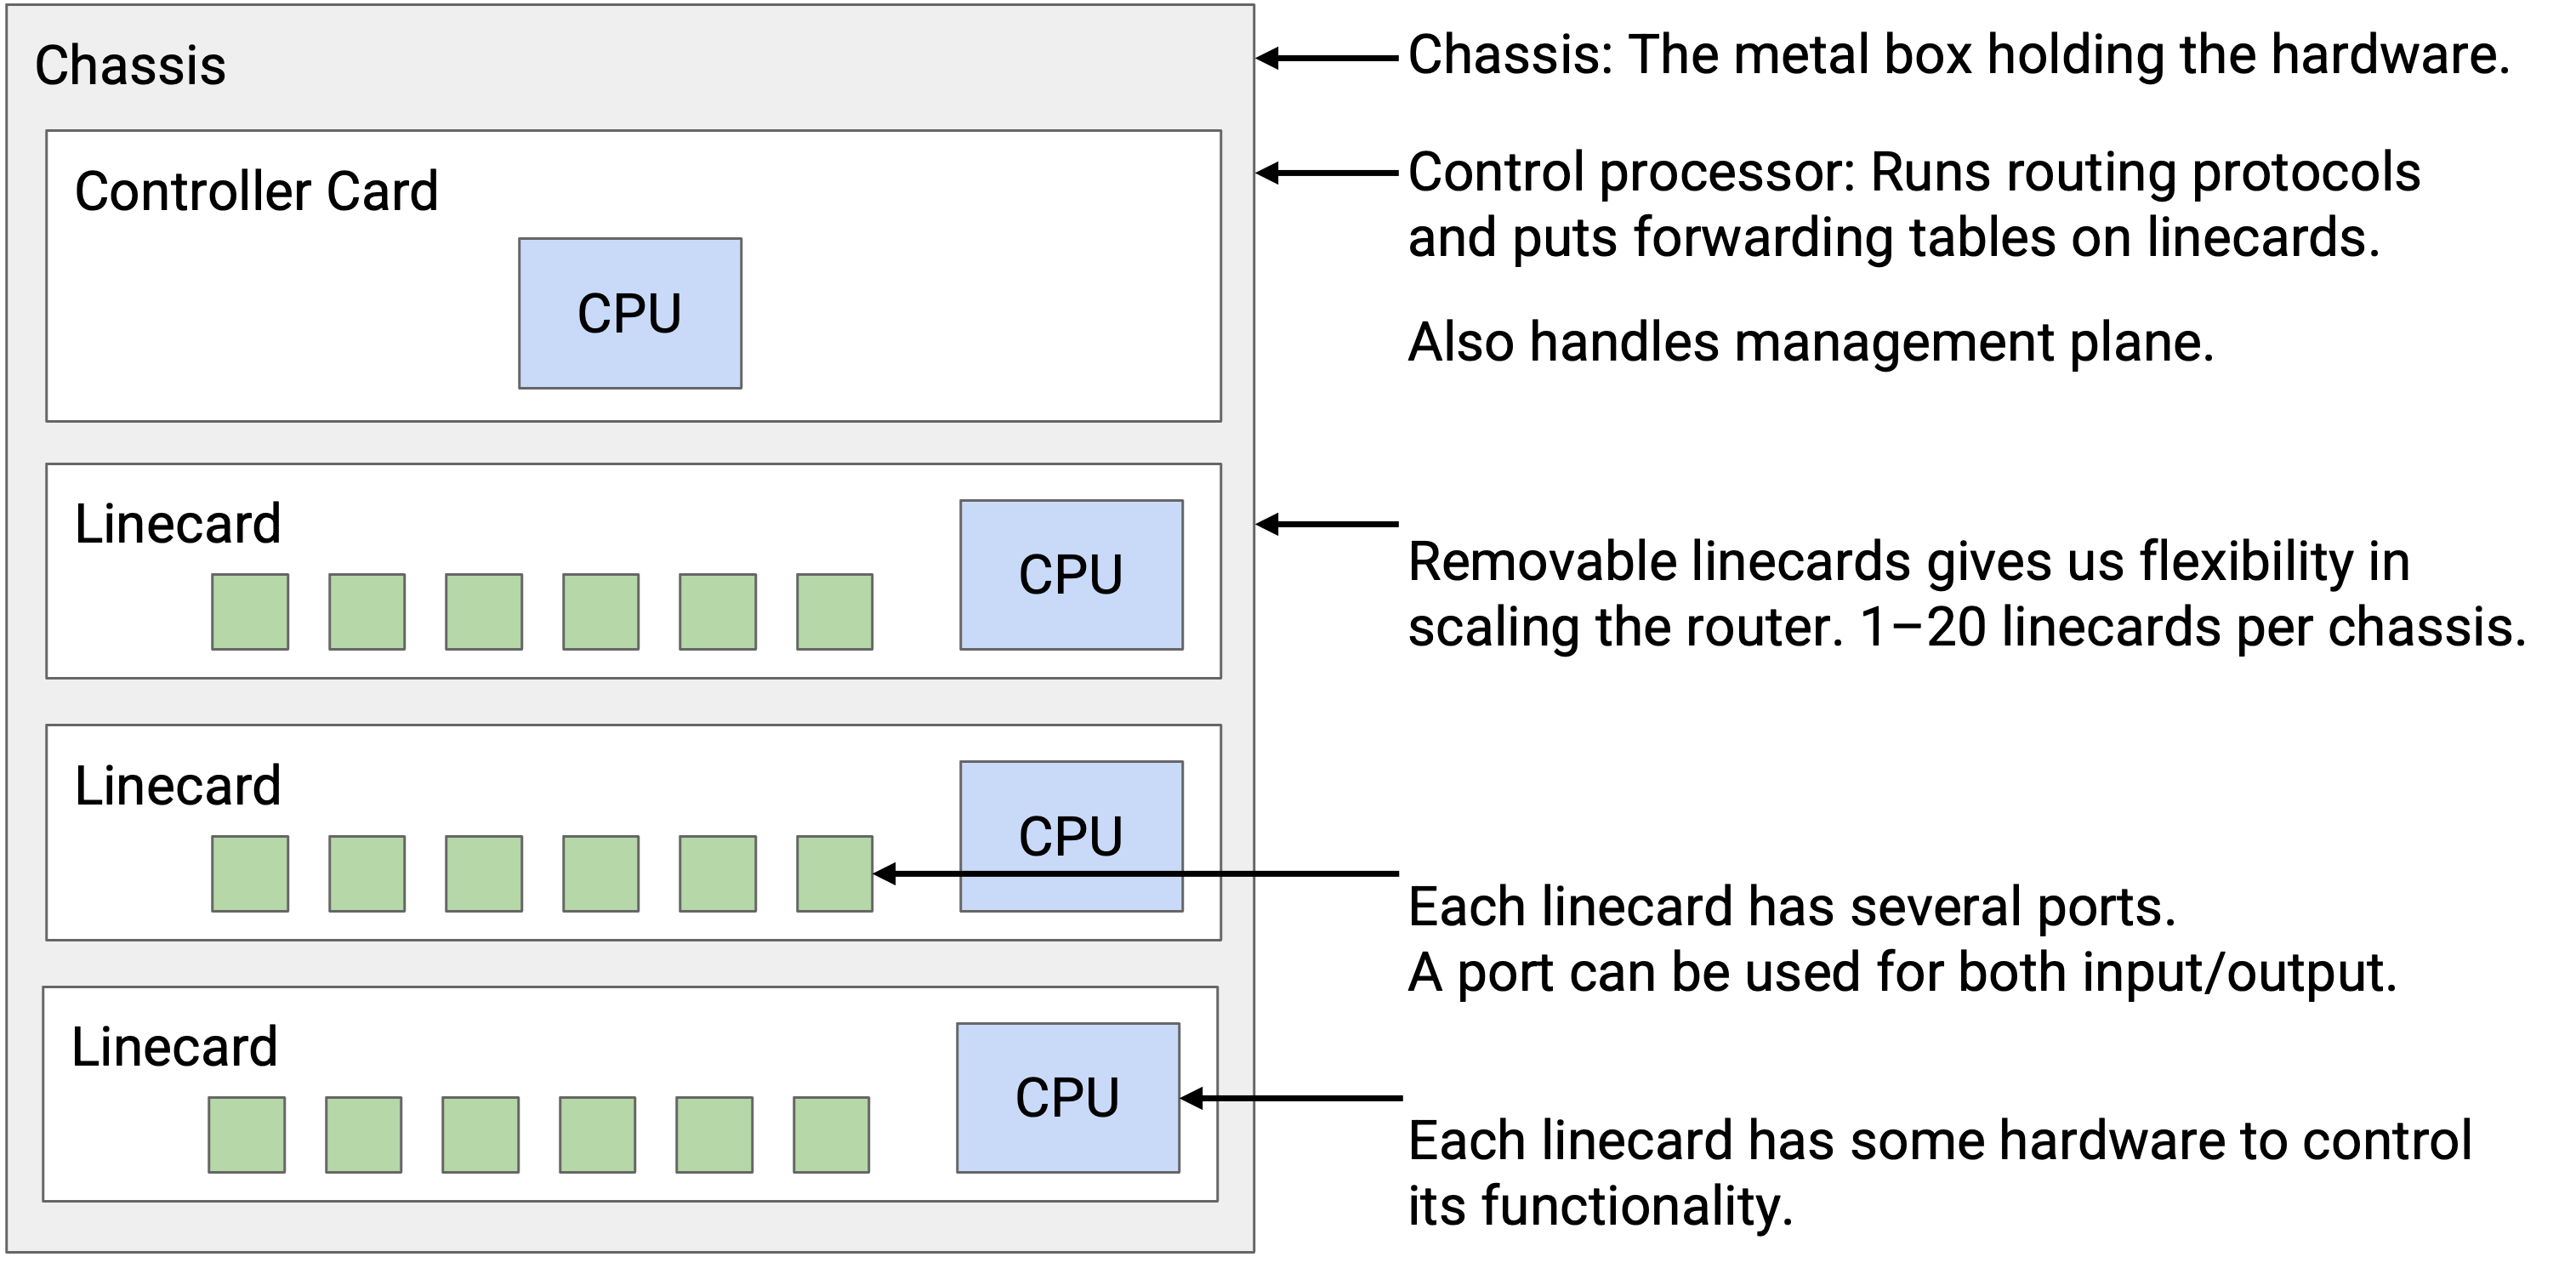 Chassis
Chassis: The metal box holding the hardware.
Controller Card
CPU
Control processor: Runs routing protocols
and puts forwarding tables on linecards.
Also handles management plane.
Linecard
CPU
Removable linecards gives us flexibility in
scaling the router. 1–20 linecards per chassis.
Linecard
CPU
Each linecard has several ports.
A port can be used for both input/output.
Linecard
CPU
Each linecard has some hardware to control
its functionality.